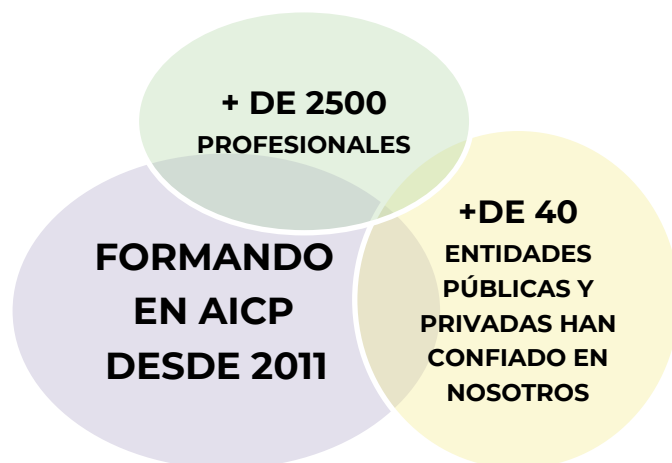 + DE 2500
PROFESIONALES
FORMANDO
EN AICP
DESDE 2011
+DE 40
ENTIDADES
PÚBLICAS Y
PRIVADAS HAN
CONFIADO EN
NOSOTROS